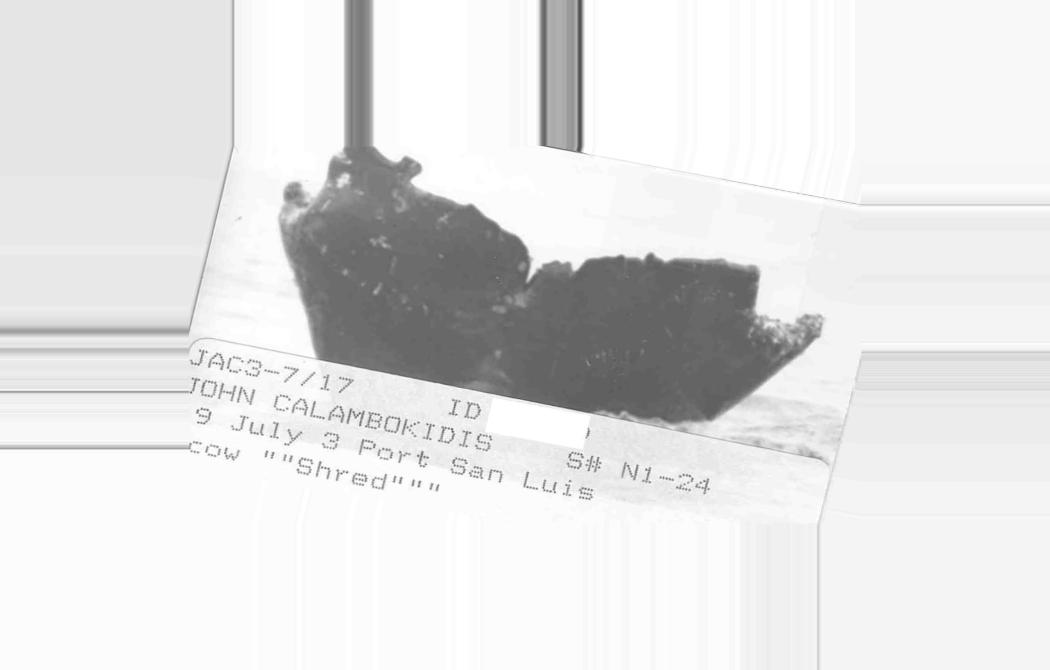 JAC3-7/17 ID
JOHN CALAMBOKIDIS S# N1-24
9 July 3 Port San Luis
cow ""Shred"""